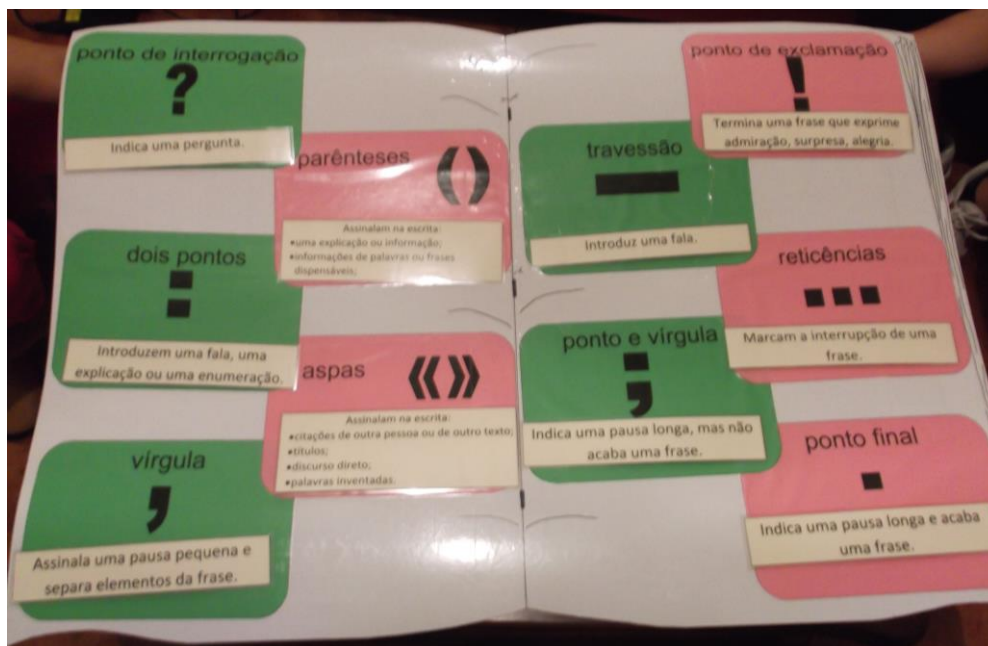 ponto de interrogação
?
Indica uma pergunta.
parênteses ()
Assinalam na escrita:
•uma explicação ou informação;
•informações de palavras ou frases
dispensáveis;
dois pontos
:
Introduzem uma fala, uma
explicação ou uma enumeração.
aspas «»
Assinalam na escrita:
•citações de outra pessoa ou de outro texto;
•títulos;
•discurso direto;
•palavras inventadas.
vírgula
,
Assinala uma pausa pequena e
separa elementos da frase.
ponto de exclamação
!
Termina uma frase que exprime
admiração, surpresa, alegria.
travessão
—
Introduz uma fala.
reticências
...
Marcam a interrupção de uma
frase.
ponto e vírgula
;
Indica uma pausa longa, mas não
acaba uma frase.
ponto final
.
Indica uma pausa longa e acaba
uma frase.